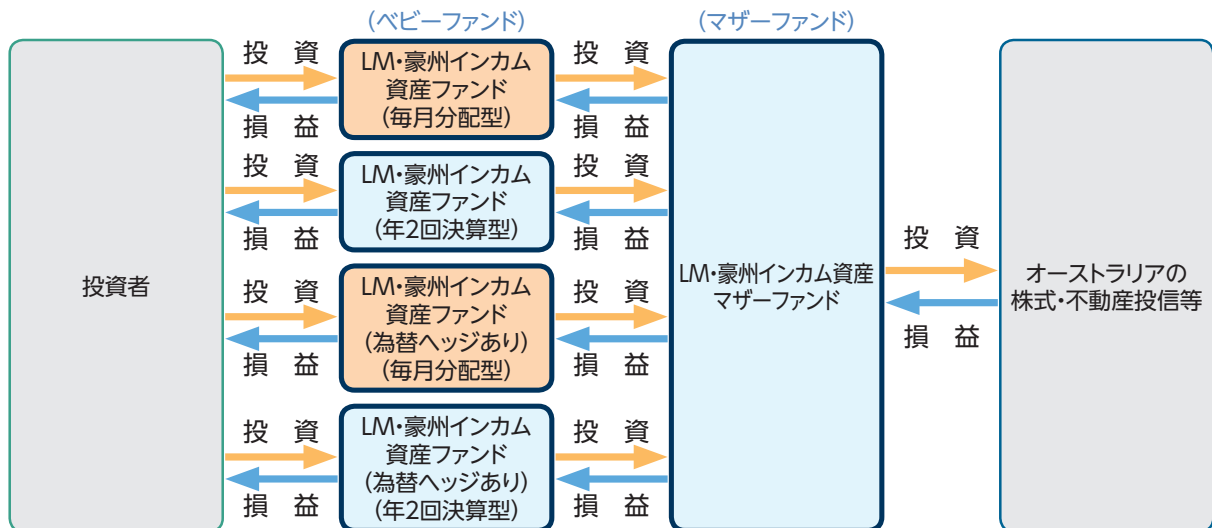 (ベビーファンド)
(マザーファンド)
投資者
投 資
損 益
LM・豪州インカム
資産ファンド
(毎月分配型)
投 資
損 益
投 資
損 益
LM・豪州インカム
資産ファンド
(年2回決算型)
投 資
損 益
投 資
損 益
LM・豪州インカム
資産ファンド
(為替ヘッジあり)
(毎月分配型)
投 資
損 益
投 資
損 益
LM・豪州インカム
資産ファンド
(為替ヘッジあり)
(年2回決算型)
投 資
損 益
LM・豪州インカム資産
マザーファンド
投 資
損 益
オーストラリアの
株式・不動産投信等